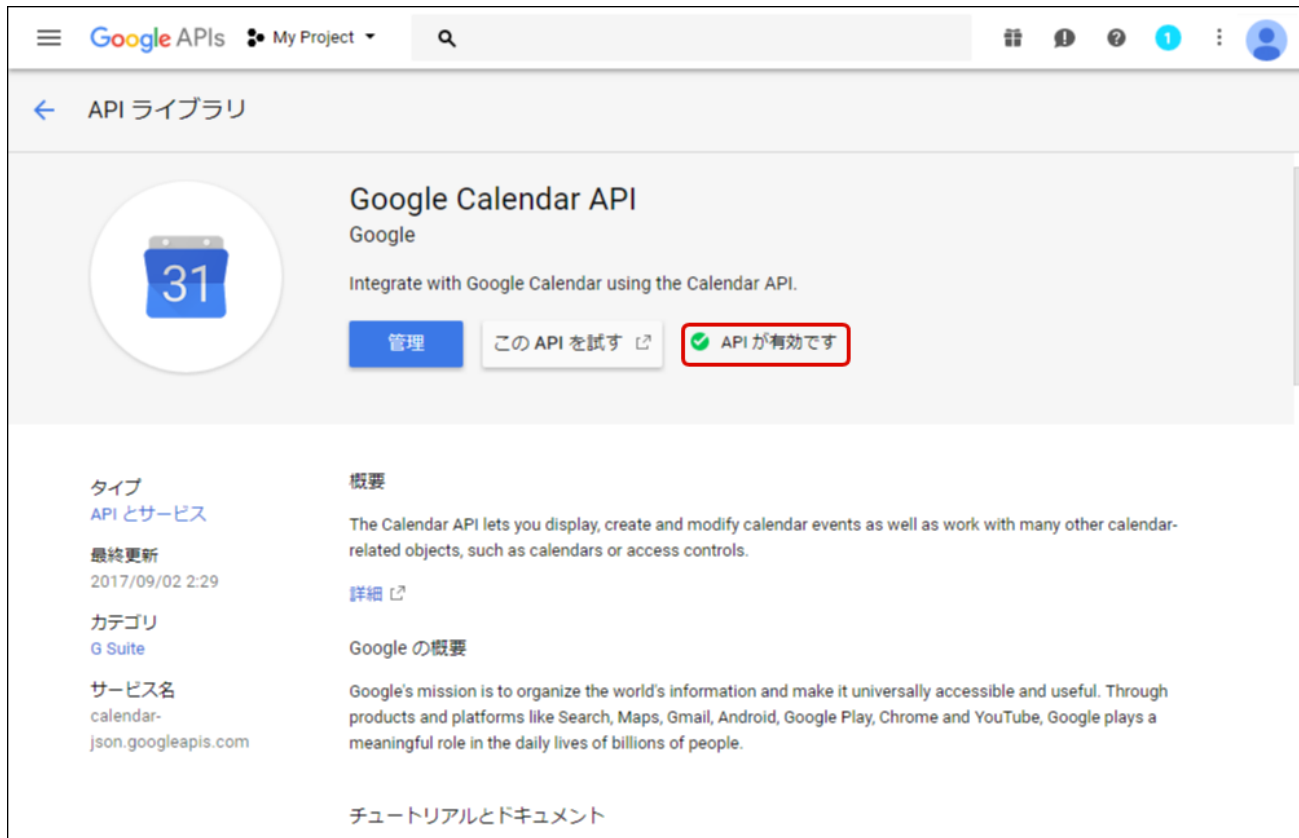 Google APIs My Project
1
API ライブラリ
31
Google Calendar API
Google
Integrate with Google Calendar using the Calendar API.
管理 この API を試す API が有効です
タイプ
API とサービス
最終更新
2017/09/02 2:29
カテゴリ
G Suite
サービス名
calendar-
json.googleapis.com
概要
The Calendar API lets you display, create and modify calendar events as well as work with many other calendar-
related objects, such as calendars or access controls.
詳細
Google の概要
Google's mission is to organize the world's information and make it universally accessible and useful. Through
products and platforms like Search, Maps, Gmail, Android, Google Play, Chrome and YouTube, Google plays a
meaningful role in the daily lives of billions of people.
チュートリアルとドキュメント